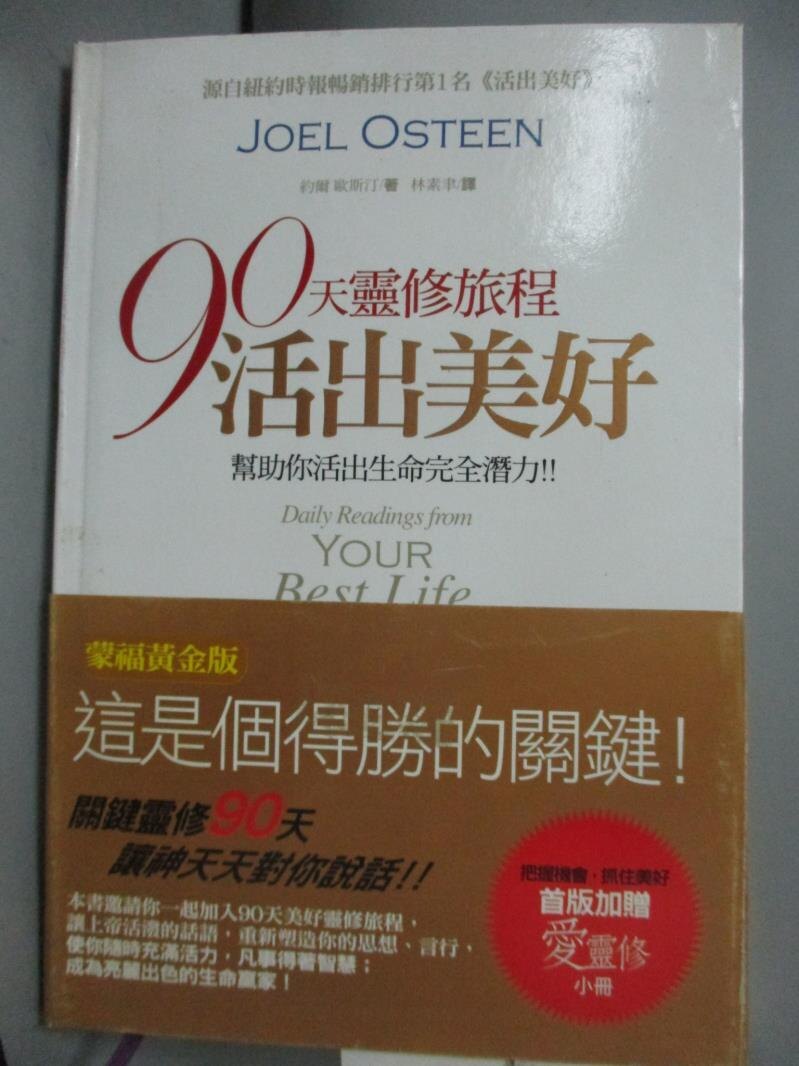 源自紐約時報暢銷排行第1名《活出美好》
JOEL OSTEEN
約爾 歐斯汀/著 林素聿/譯
90天靈修旅程
活出美好
幫助你活出生命完全潛力!!
Daily Readings from
YOUR
Best Life
蒙福黃金版
這是個得勝的關鍵!
關鍵靈修90天
讓神天天對你說話!!
本書邀請你一起加入90天美好靈修旅程，
讓上帝活潑的話語，重新塑造你的思想、言行，
使你隨時充滿活力，凡事得著智慧；
成為亮麗出色的生命贏家！
把握機會，抓住美好
首版加贈
愛靈修
小冊